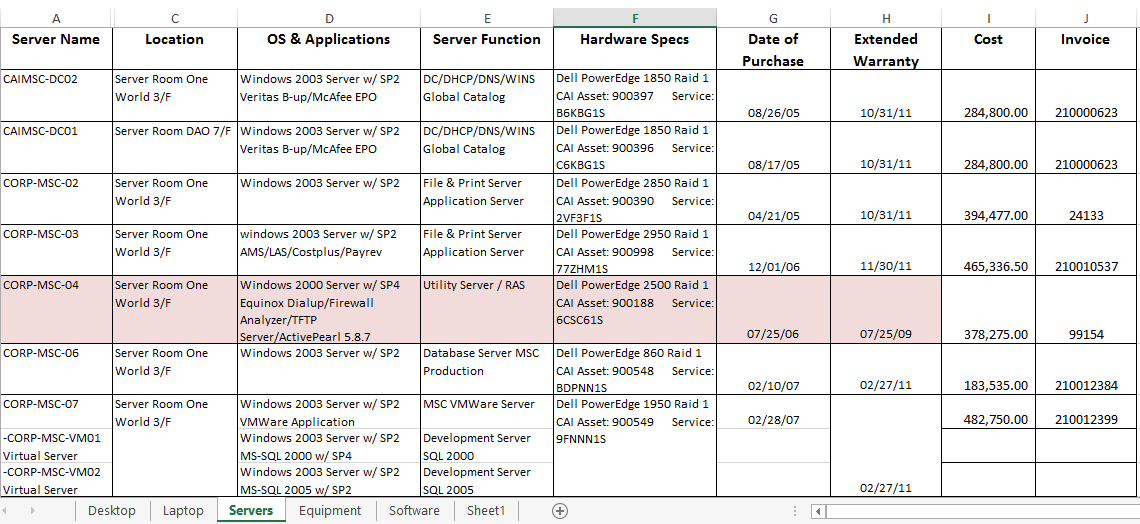 A C D E F G H I J
Server Name Location OS & Applications Server Function Hardware Specs Date of Extended Cost Invoice
Purchase Warranty
CAIMSC-DC02 Server Room One Windows 2003 Server w/ SP2 DC/DHCP/DNS/WINS Dell PowerEdge 1850 Raid 1
World 3/F Veritas B-up/McAfee EPO Global Catalog CAI Asset: 900397 Service:
B6KBG1S 08/26/05 10/31/11 284,800.00 210000623
CAIMSC-DC01 Server Room DAO 7/F Windows 2003 Server w/ SP2 DC/DHCP/DNS/WINS Dell PowerEdge 1850 Raid 1
Veritas B-up/McAfee EPO Global Catalog CAI Asset: 900396 Service:
C6KBG1S 08/17/05 10/31/11 284,800.00 210000623
CORP-MSC-02 Server Room One Windows 2003 Server w/ SP2 File & Print Server Dell PowerEdge 2850 Raid 1
World 3/F Application Server CAI Asset: 900390 Service:
2VF3F1S 04/21/05 10/31/11 394,477.00 24133
CORP-MSC-03 Server Room One windows 2003 Server w/ SP2 File & Print Server Dell PowerEdge 2950 Raid 1
World 3/F AMS/LAS/Costplus/Payrev Application Server CAI Asset: 900998 Service:
77ZHM1S 12/01/06 11/30/11 465,336.50 210010537
CORP-MSC-04 Server Room One Windows 2000 Server w/ SP4 Utility Server / RAS Dell PowerEdge 2500 Raid 1
World 3/F Equinox Dialup/Firewall CAI Asset: 900188 Service:
Analyzer/TFTP 6CSC61S
Server/ActivePearl 5.8.7 07/25/06 07/25/09 378,275.00 99154
CORP-MSC-06 Server Room One Windows 2003 Server w/ SP2 Database Server MSC Dell PowerEdge 860 Raid 1
World 3/F Production CAI Asset: 900548 Service:
BDPNN1S 02/10/07 02/27/11 183,535.00 210012384
CORP-MSC-07 Server Room One Windows 2003 Server w/ SP2 MSC VMWare Server Dell PowerEdge 1950 Raid 1
World 3/F VMWare Application CAI Asset: 900549 Service: 02/28/07 482,750.00 210012399
-CORP-MSC-VM01 Windows 2003 Server w/ SP2 Development Server 9FNNN1S
Virtual Server MS-SQL 2000 w/ SP4 SQL 2000
-CORP-MSC-VM02 Windows 2003 Server w/ SP2 Development Server
Virtual Server MS-SQL 2005 w/ SP2 SQL 2005 02/27/11
Desktop Laptop Servers Equipment Software Sheet1